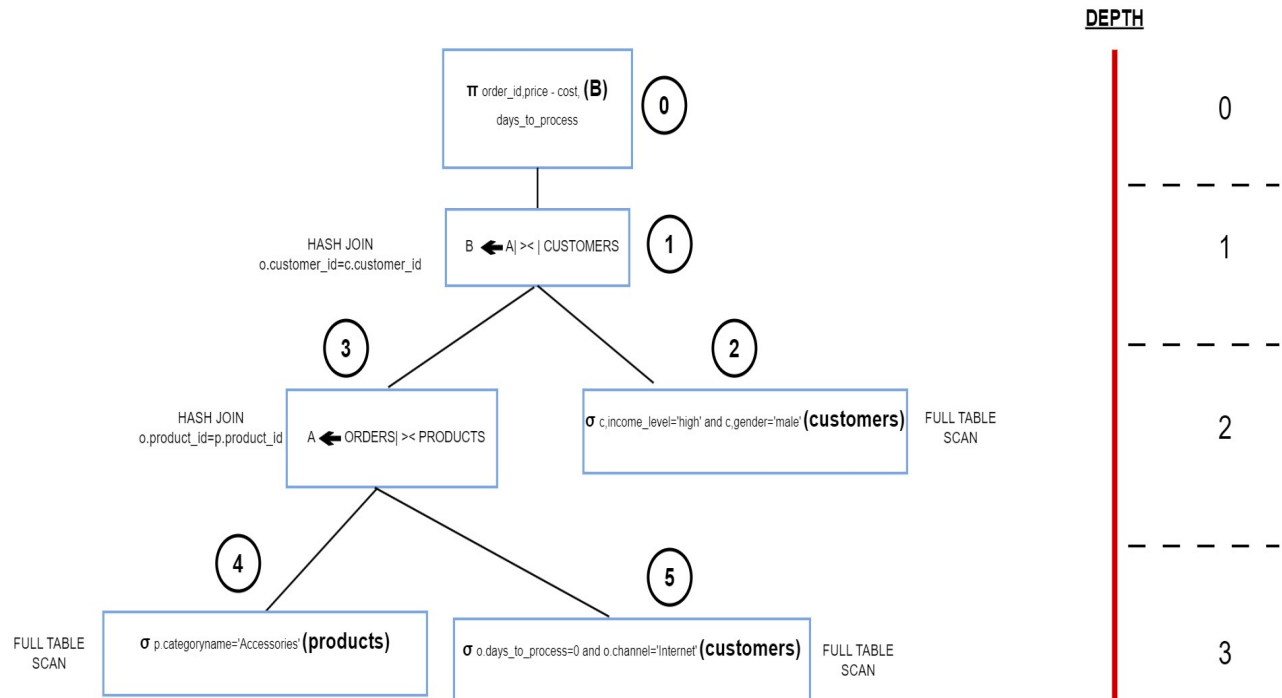 DEPTH
π order_id,price - cost, (B)
days_to_process
0
0
HASH JOIN
o.customer_id=c.customer_id
B A| >< | CUSTOMERS
1
1
3
2
HASH JOIN
o.product_id=p.product_id
A ORDERS| >< PRODUCTS
σ c,income_level='high' and c,gender='male' (customers)
FULL TABLE
SCAN
2
4
5
FULL TABLE
SCAN
σ p.categoryname='Accessories' (products)
σ o.days_to_process=0 and o.channel='Internet' (customers)
FULL TABLE
SCAN
3